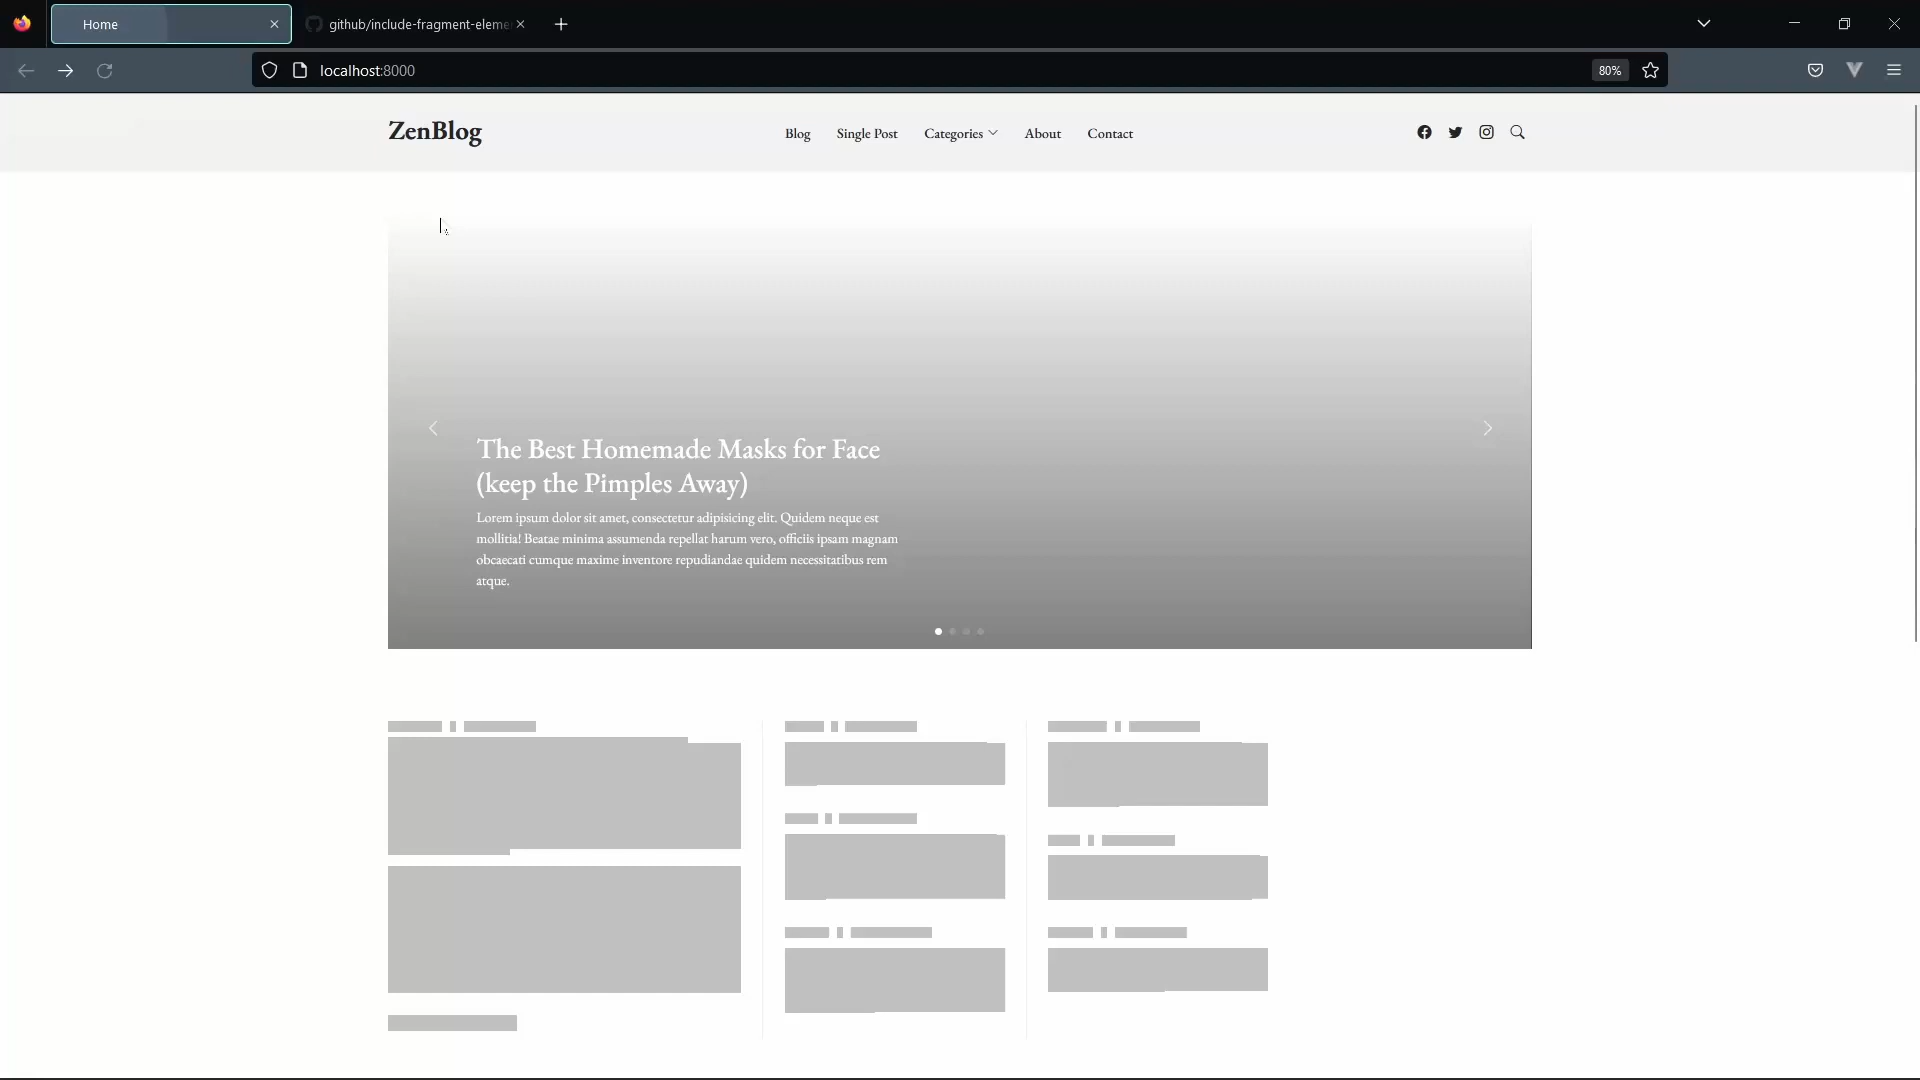 Home
github/include-fragment-eleme
localhost:8000
80%
ZenBlog
Blog
Single Post
Categories
About
Contact
The Best Homemade Masks for Face
(keep the Pimples Away)
Lorem ipsum dolor sit amet, consectetur adipisicing elit. Quidem neque est
mollitia! Beatae minima assumenda repellat harum vero, officiis ipsam magnam
obcaecati cumque maxime inventore repudiandae quidem necessitatibus rem
atque.